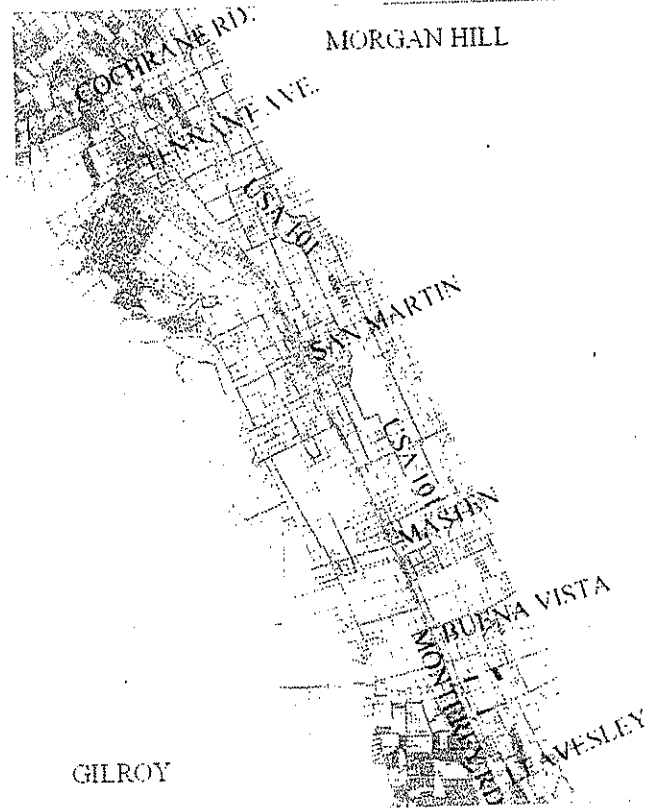 MORGAN HILL
COCHRANE RD.
TENNANT AVE.
USA 101
SAN MARTIN
USA 101
MASTEN
BUENA VISTA
MONTEREY RD
LEAVESLEY
GILROY